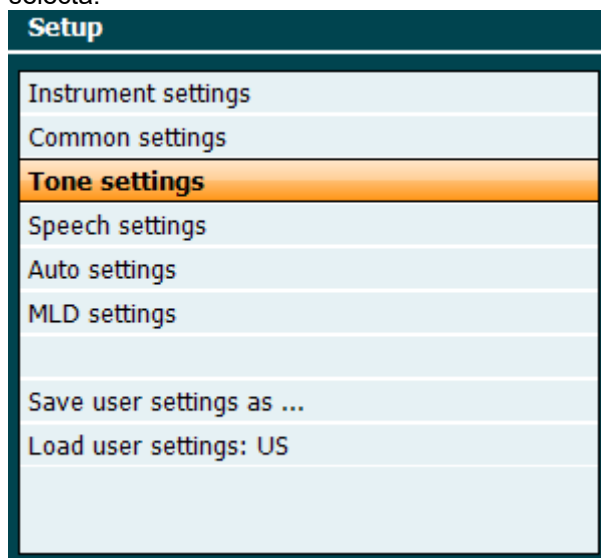 selecta.
Setup
Instrument settings
Common settings
Tone settings
Speech settings
Auto settings
MLD settings
Save user settings as ...
Load user settings: US